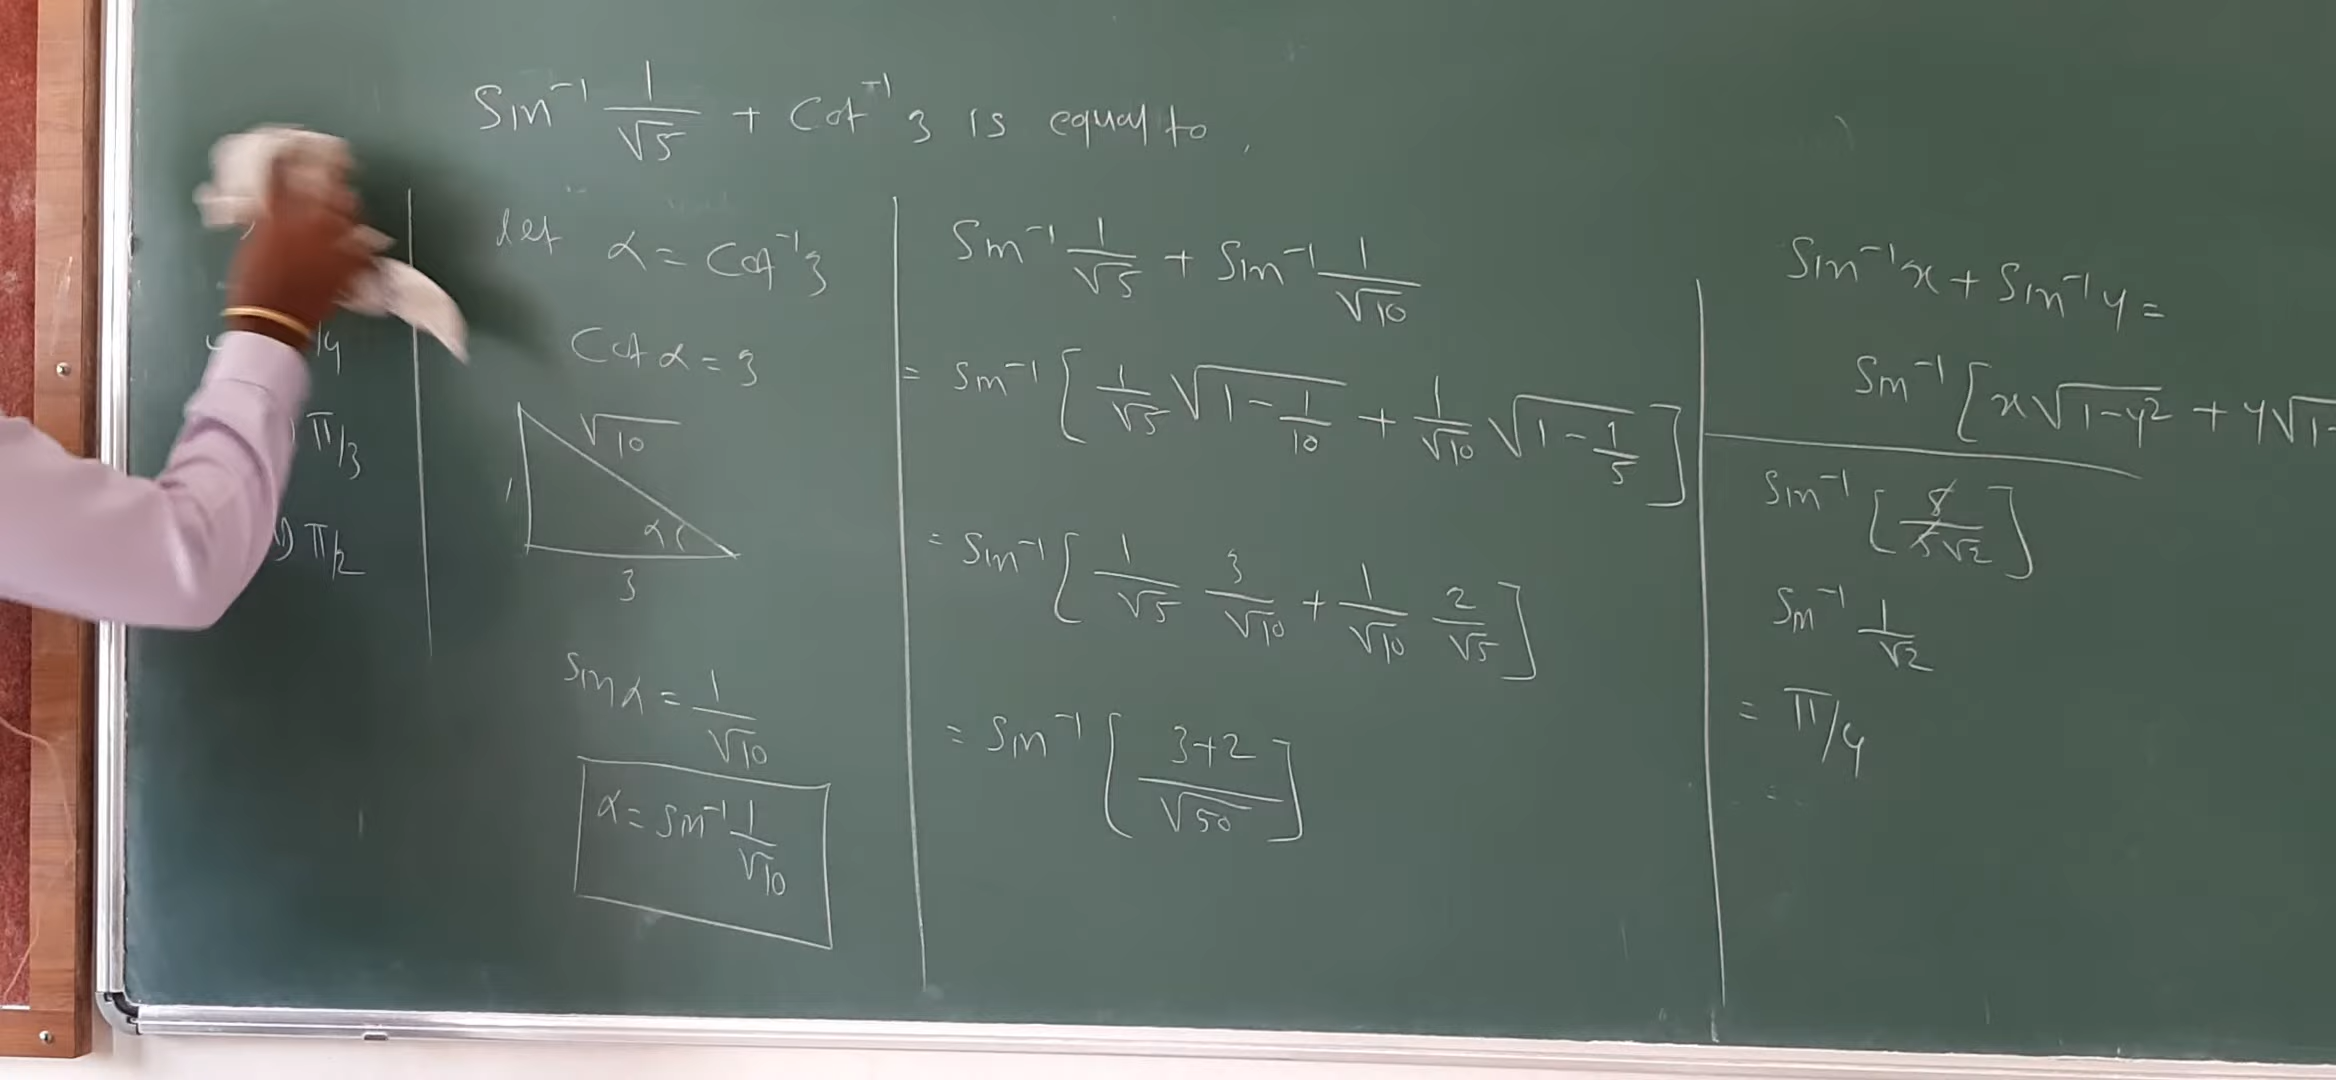 Sin⁻¹ 1/√5 + Cot⁻¹ 3 is equal to,
/4
) π/3
) π/2
let α = Cot⁻¹3
Cot α = 3
√10
1
α
3
Sin α = 1/√10
α = Sin⁻¹ 1/√10
Sin⁻¹ 1/√5 + Sin⁻¹ 1/√10
= Sin⁻¹ [ 1/√5 √(1 - 1/10) + 1/√10 √(1 - 1/5) ]
= Sin⁻¹ [ 1/√5 3/√10 + 1/√10 2/√5 ]
= Sin⁻¹ [ (3+2)/√50 ]
Sin⁻¹x + Sin⁻¹y =
Sin⁻¹ [ x√(1-y²) + y√1-
Sin⁻¹ [ 5/5√2 ]
Sin⁻¹ 1/√2
= π/4